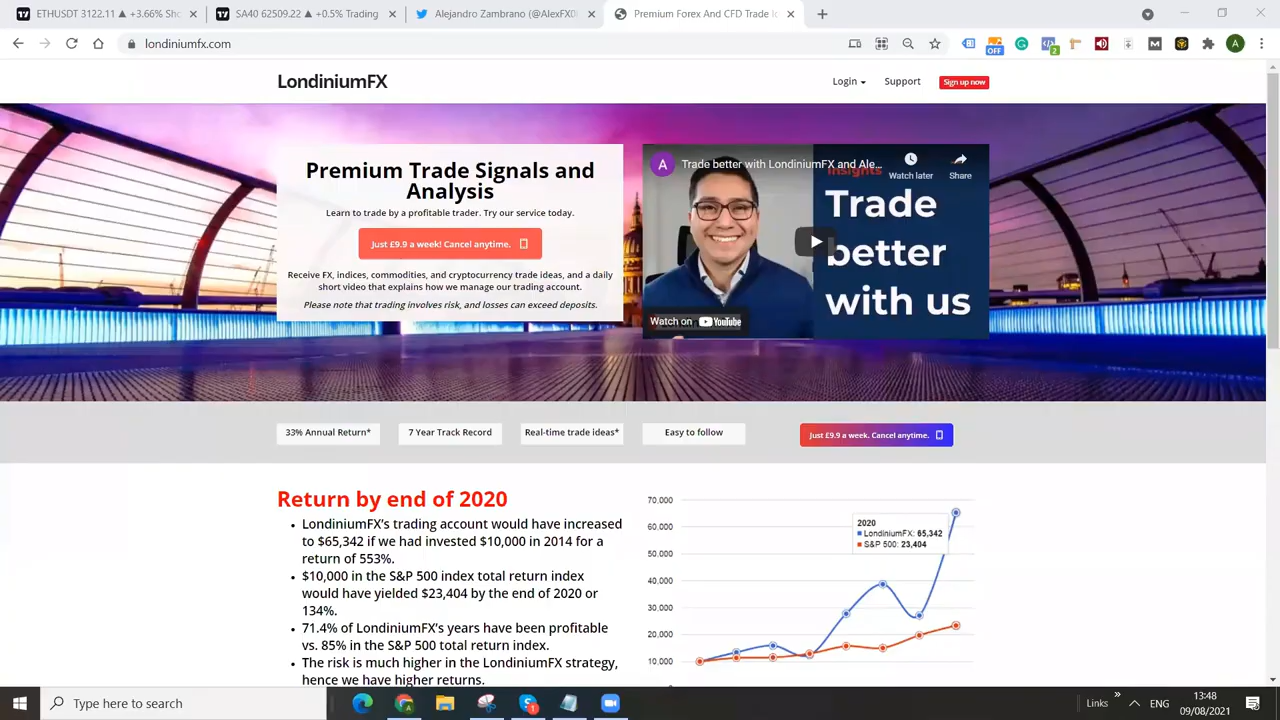 ETHUSDT 3122.11 ▲ +3.66% Sh
SA40 62509.22 ▲ +0.5% Trading
Alejandro Zambrano (@AlexFX0
Premium Forex And CFD Trade I
londiniumfx.com
OFF
2
M
A
LondiniumFX
Login
Support
Sign up now
Premium Trade Signals and
Analysis
Learn to trade by a profitable trader. Try our service today.
Just £9.9 a week! Cancel anytime.
Receive FX, indices, commodities, and cryptocurrency trade ideas, and a daily
short video that explains how we manage our trading account.
Please note that trading involves risk, and losses can exceed deposits.
A
Trade better with LondiniumFX and Ale...
Watch later
Share
Insights
Trade
better
with us
Watch on YouTube
33% Annual Return*
7 Year Track Record
Real-time trade ideas*
Easy to follow
Just £9.9 a week. Cancel anytime.
Return by end of 2020
• LondiniumFX's trading account would have increased
to $65,342 if we had invested $10,000 in 2014 for a
return of 553%.
• $10,000 in the S&P 500 index total return index
would have yielded $23,404 by the end of 2020 or
134%.
• 71.4% of LondiniumFX's years have been profitable
vs. 85% in the S&P 500 total return index.
• The risk is much higher in the LondiniumFX strategy,
hence we have higher returns.
70,000
60,000
50,000
40,000
30,000
20,000
10,000
2020
LondiniumFX: 65,342
S&P 500: 23,404
Type here to search
1
Links
ENG
13:48
09/08/2021